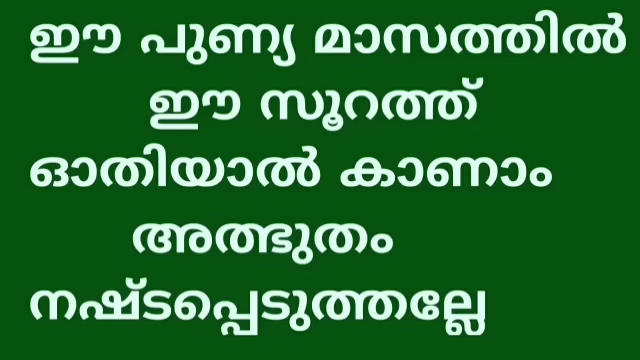 ഈ പുണ്യ മാസത്തിൽ
ഈ സൂറത്ത്
ഓതിയാൽ കാണാം
അത്ഭുതം
നഷ്ടപ്പെടുത്തല്ലേ